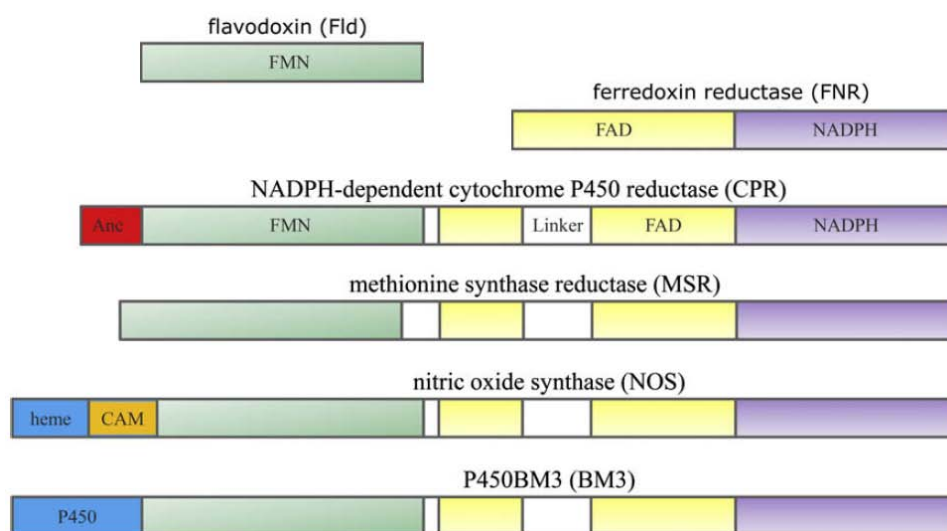 flavodoxin (Fld)
FMN
ferredoxin reductase (FNR)
FAD NADPH
NADPH-dependent cytochrome P450 reductase (CPR)
Anc FMN Linker FAD NADPH
methionine synthase reductase (MSR)
nitric oxide synthase (NOS)
heme CAM
P450BM3 (BM3)
P450